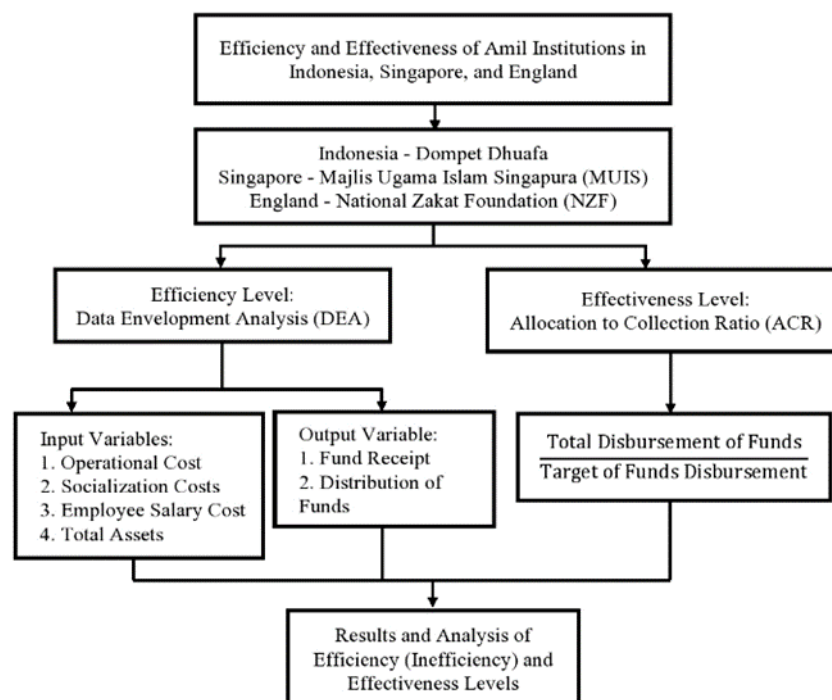 Efficiency and Effectiveness of Amil Institutions in
Indonesia, Singapore, and England
Indonesia - Dompet Dhuafa
Singapore - Majlis Ugama Islam Singapura (MUIS)
England - National Zakat Foundation (NZF)
Efficiency Level:
Data Envelopment Analysis (DEA)
Effectiveness Level:
Allocation to Collection Ratio (ACR)
Input Variables:
1. Operational Cost
2. Socialization Costs
3. Employee Salary Cost
4. Total Assets
Output Variable:
1. Fund Receipt
2. Distribution of
Funds
Total Disbursement of Funds
Target of Funds Disbursement
Results and Analysis of
Efficiency (Inefficiency) and
Effectiveness Levels